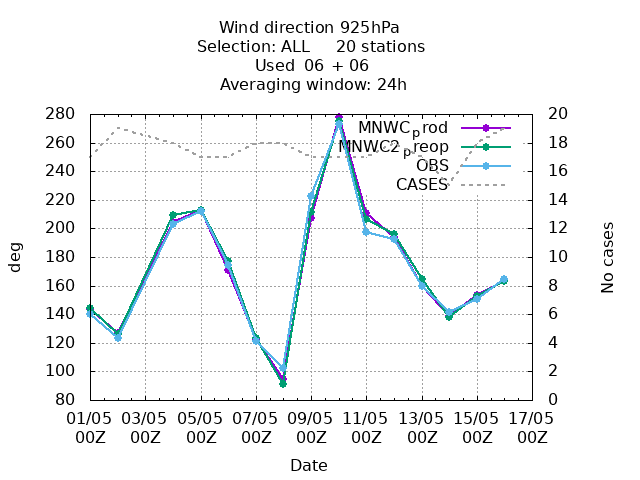 Wind direction 925hPa
Selection: ALL 20 stations
Used 06 + 06
Averaging window: 24h
280 20
260 18
240 16
220 14
200 12
180 10
160 8
140 6
120 4
100 2
80 0
MNWC_prod
MNWC2_preop
OBS
CASES
deg
No cases
01/05 03/05 05/05 07/05 09/05 11/05 13/05 15/05 17/05
00Z 00Z 00Z 00Z 00Z 00Z 00Z 00Z 00Z
Date